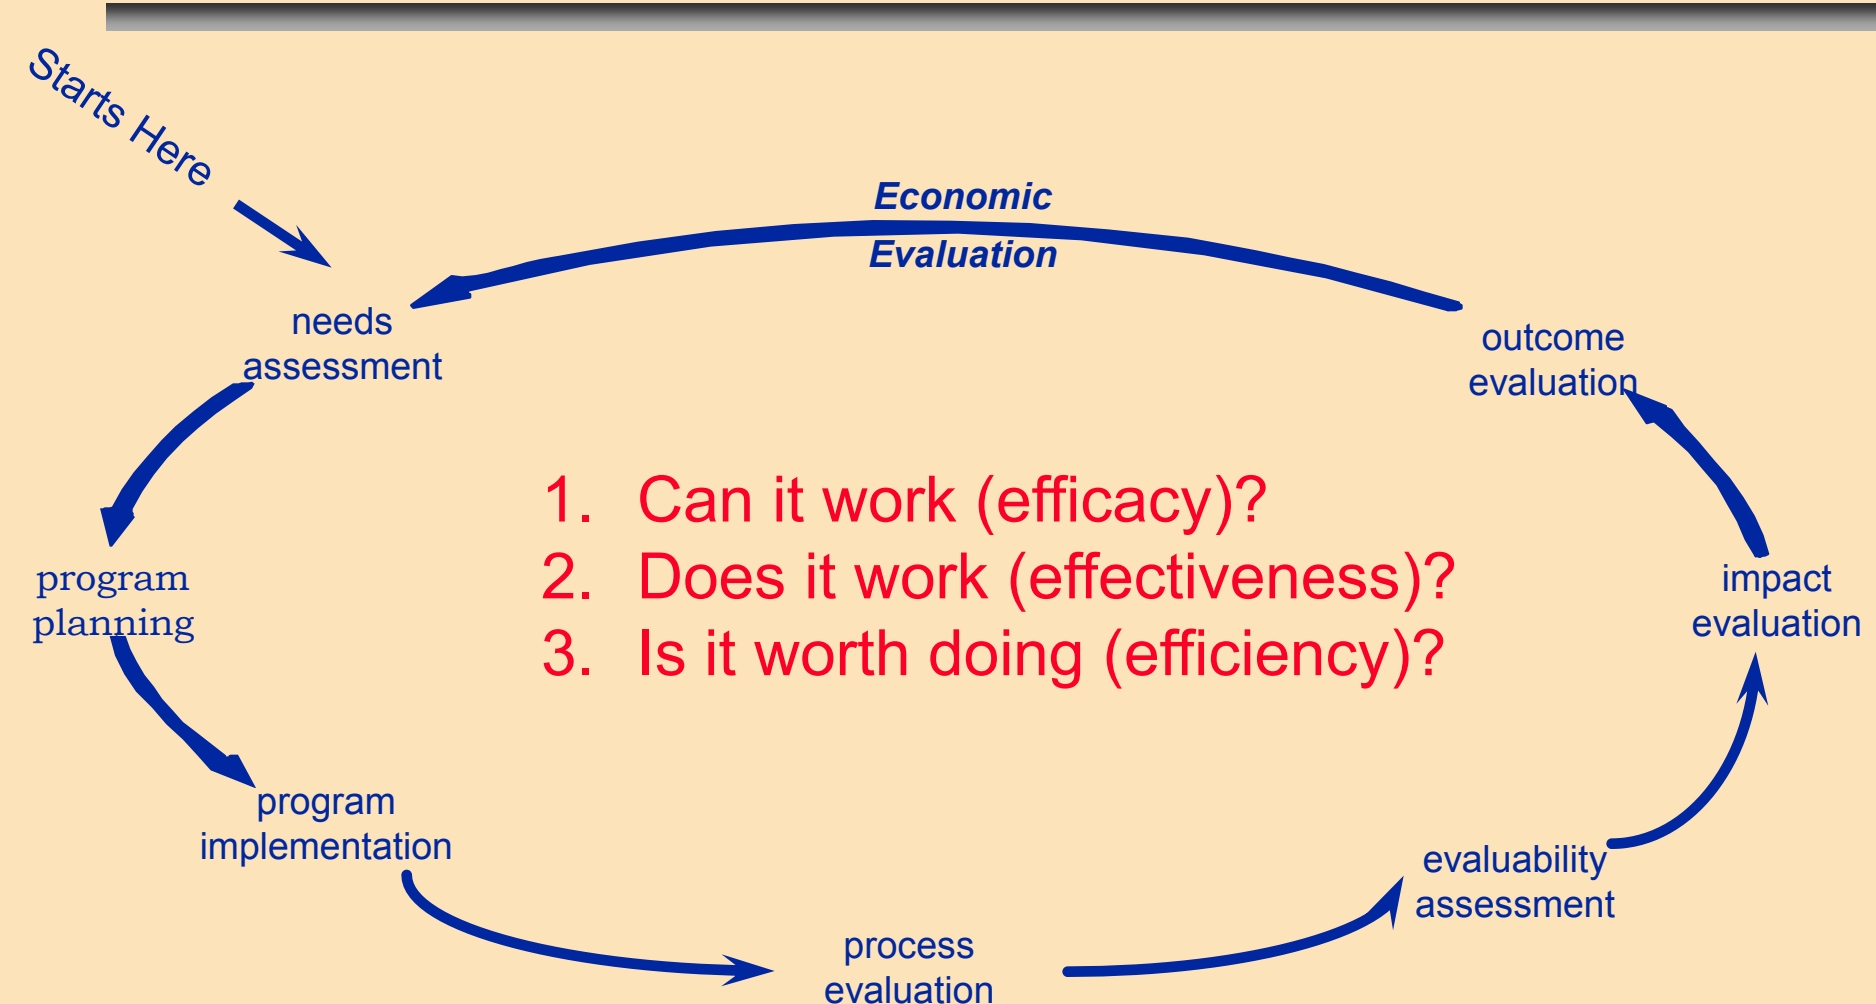 Starts Here
Economic
Evaluation
needs
assessment
outcome
evaluation
1. Can it work (efficacy)?
2. Does it work (effectiveness)?
3. Is it worth doing (efficiency)?
program
planning
impact
evaluation
program
implementation
evaluability
assessment
process
evaluation